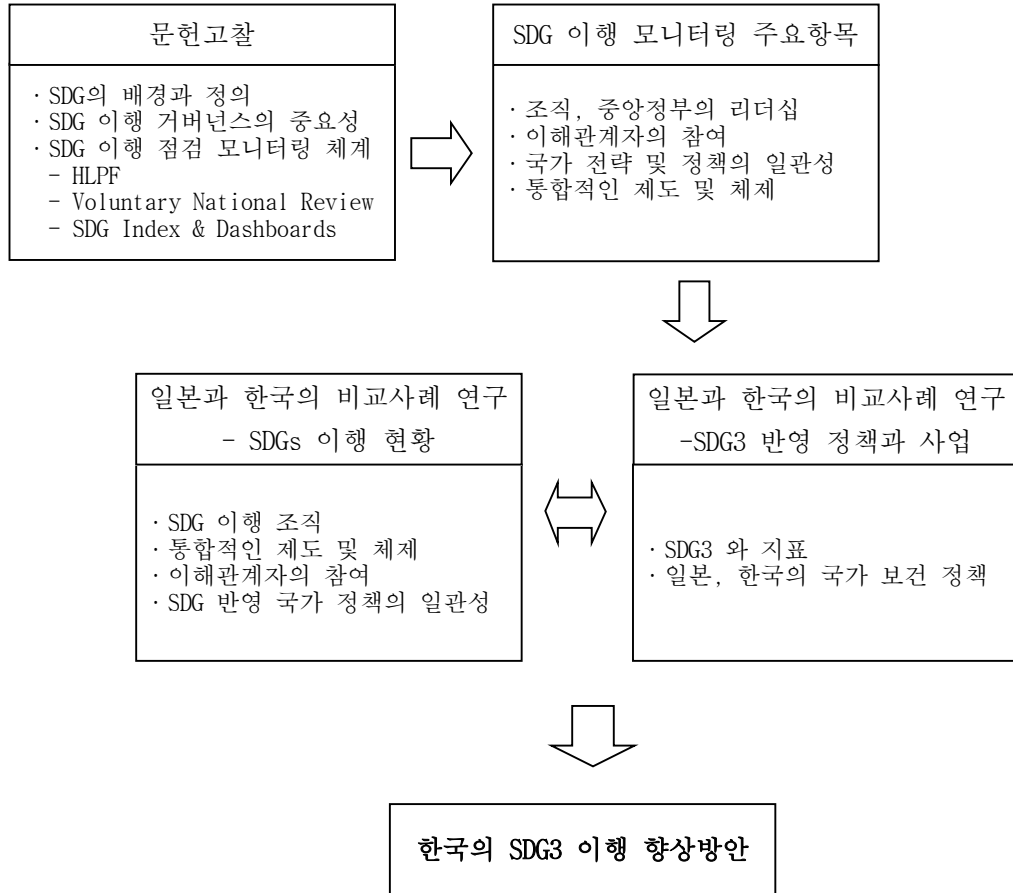 문헌고찰
· SDG의 배경과 정의
· SDG 이행 거버넌스의 중요성
· SDG 이행 점검 모니터링 체계
- HLPF
- Voluntary National Review
- SDG Index & Dashboards
SDG 이행 모니터링 주요항목
· 조직, 중앙정부의 리더십
· 이해관계자의 참여
· 국가 전략 및 정책의 일관성
· 통합적인 제도 및 체제
일본과 한국의 비교사례 연구
- SDGs 이행 현황
· SDG 이행 조직
· 통합적인 제도 및 체제
· 이해관계자의 참여
· SDG 반영 국가 정책의 일관성
일본과 한국의 비교사례 연구
-SDG3 반영 정책과 사업
· SDG3 와 지표
· 일본, 한국의 국가 보건 정책
한국의 SDG3 이행 향상방안